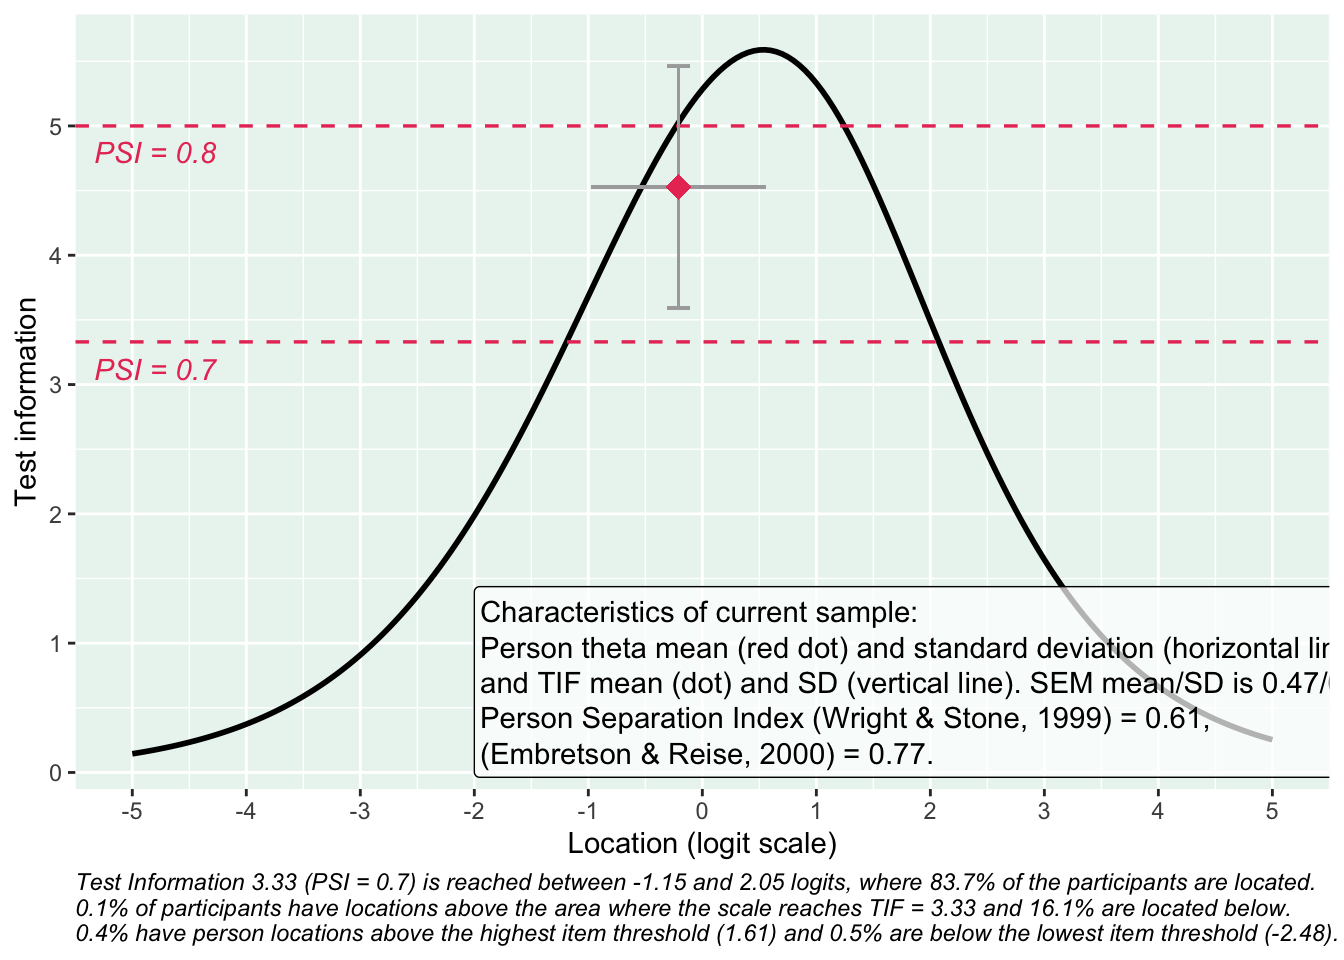 5
PSI = 0.8
4
PSI = 0.7
3
Test information
2
1
0
Characteristics of current sample:
Person theta mean (red dot) and standard deviation (horizontal
and TIF mean (dot) and SD (vertical line). SEM mean/SD is 0.47/
Person Separation Index (Wright & Stone, 1999) = 0.61,
(Embretson & Reise, 2000) = 0.77.
-5 -4 -3 -2 -1 0 1 2 3 4 5
Location (logit scale)
Test Information 3.33 (PSI = 0.7) is reached between -1.15 and 2.05 logits, where 83.7% of the participants are located.
0.1% of participants have locations above the area where the scale reaches TIF = 3.33 and 16.1% are located below.
0.4% have person locations above the highest item threshold (1.61) and 0.5% are below the lowest item threshold (-2.48).